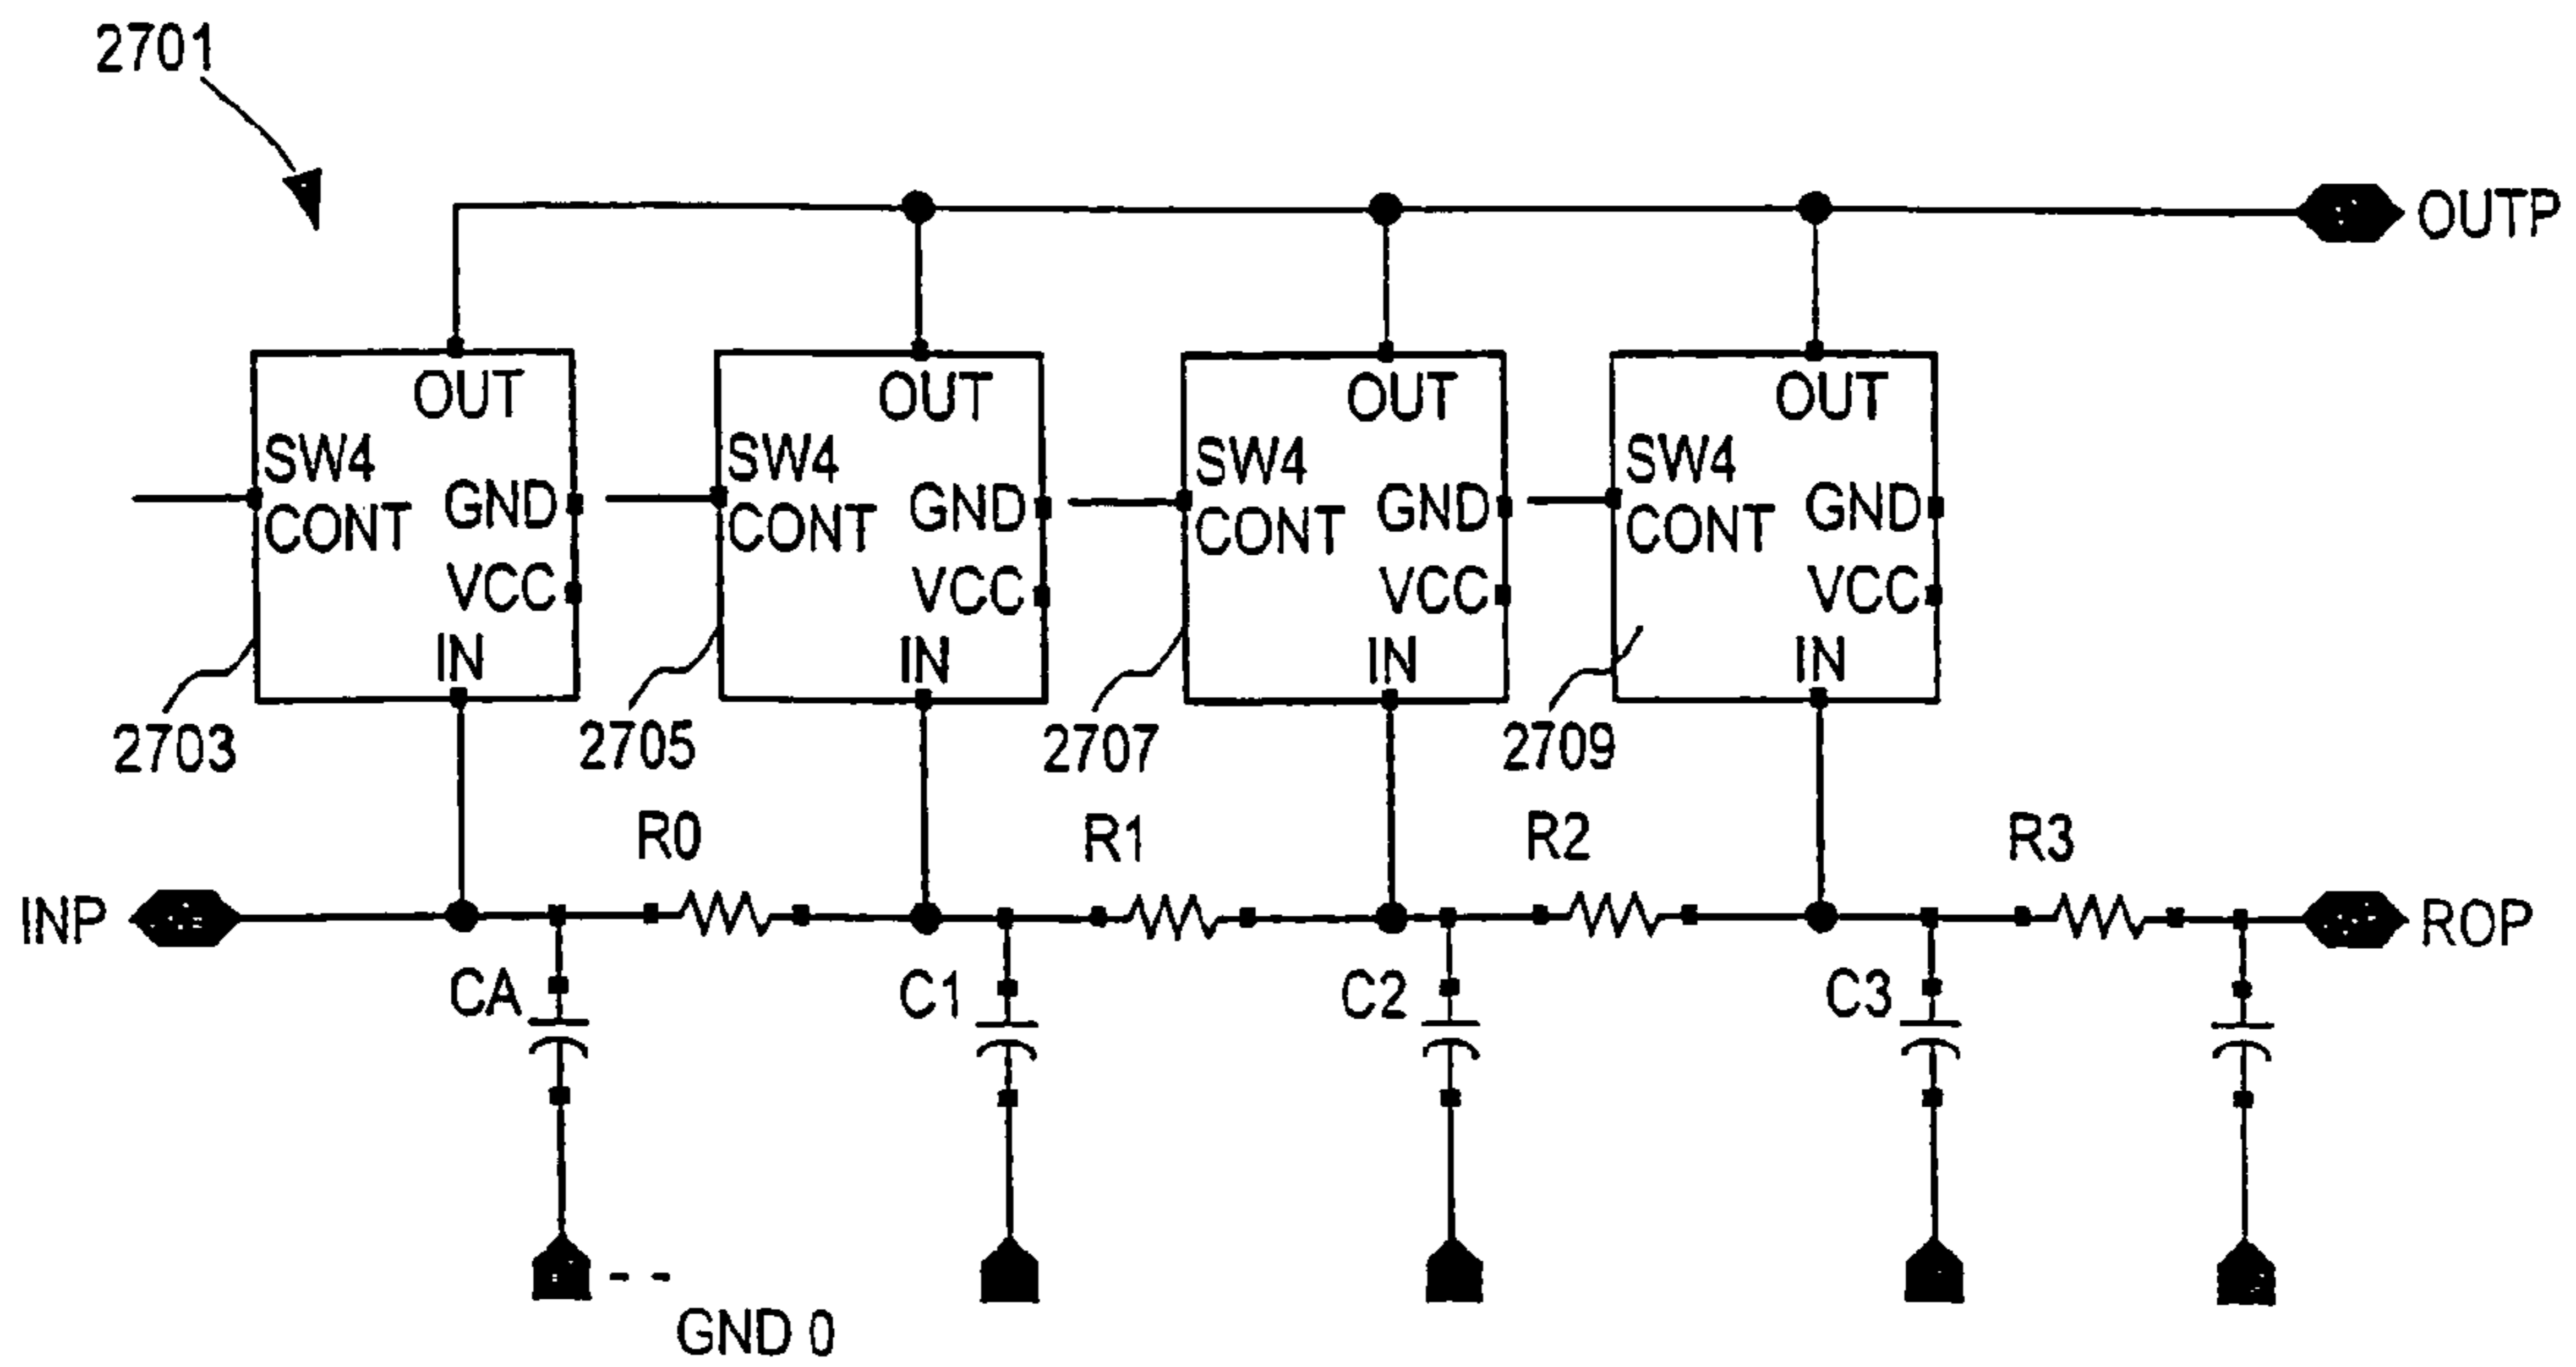 2701
OUTP
OUT
SW4
CONT
GND
VCC
IN
2703
OUT
SW4
CONT
GND
VCC
IN
2705
OUT
SW4
CONT
GND
VCC
IN
2707
OUT
SW4
CONT
GND
VCC
IN
2709
R0
R1
R2
R3
INP
ROP
CA
C1
C2
C3
GND 0